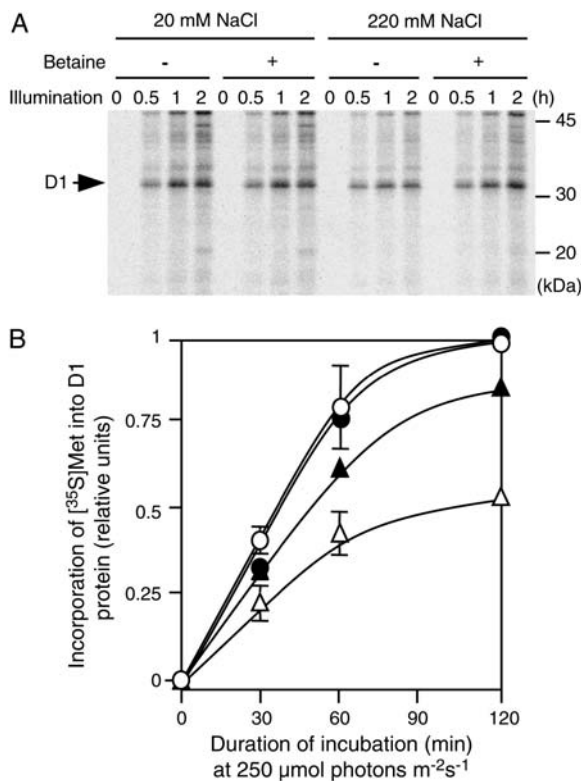 A
20 mM NaCl 220 mM NaCl
Betaine - + - +
Illumination 0 0.5 1 2 0 0.5 1 2 0 0.5 1 2 0 0.5 1 2 (h)
45
D1
30
20
(kDa)
B
1
0.75
0.5
0.25
0
Incorporation of [³⁵S]Met into D1
protein (relative units)
0 30 60 90 120
Duration of incubation (min)
at 250 μmol photons m⁻²s⁻¹